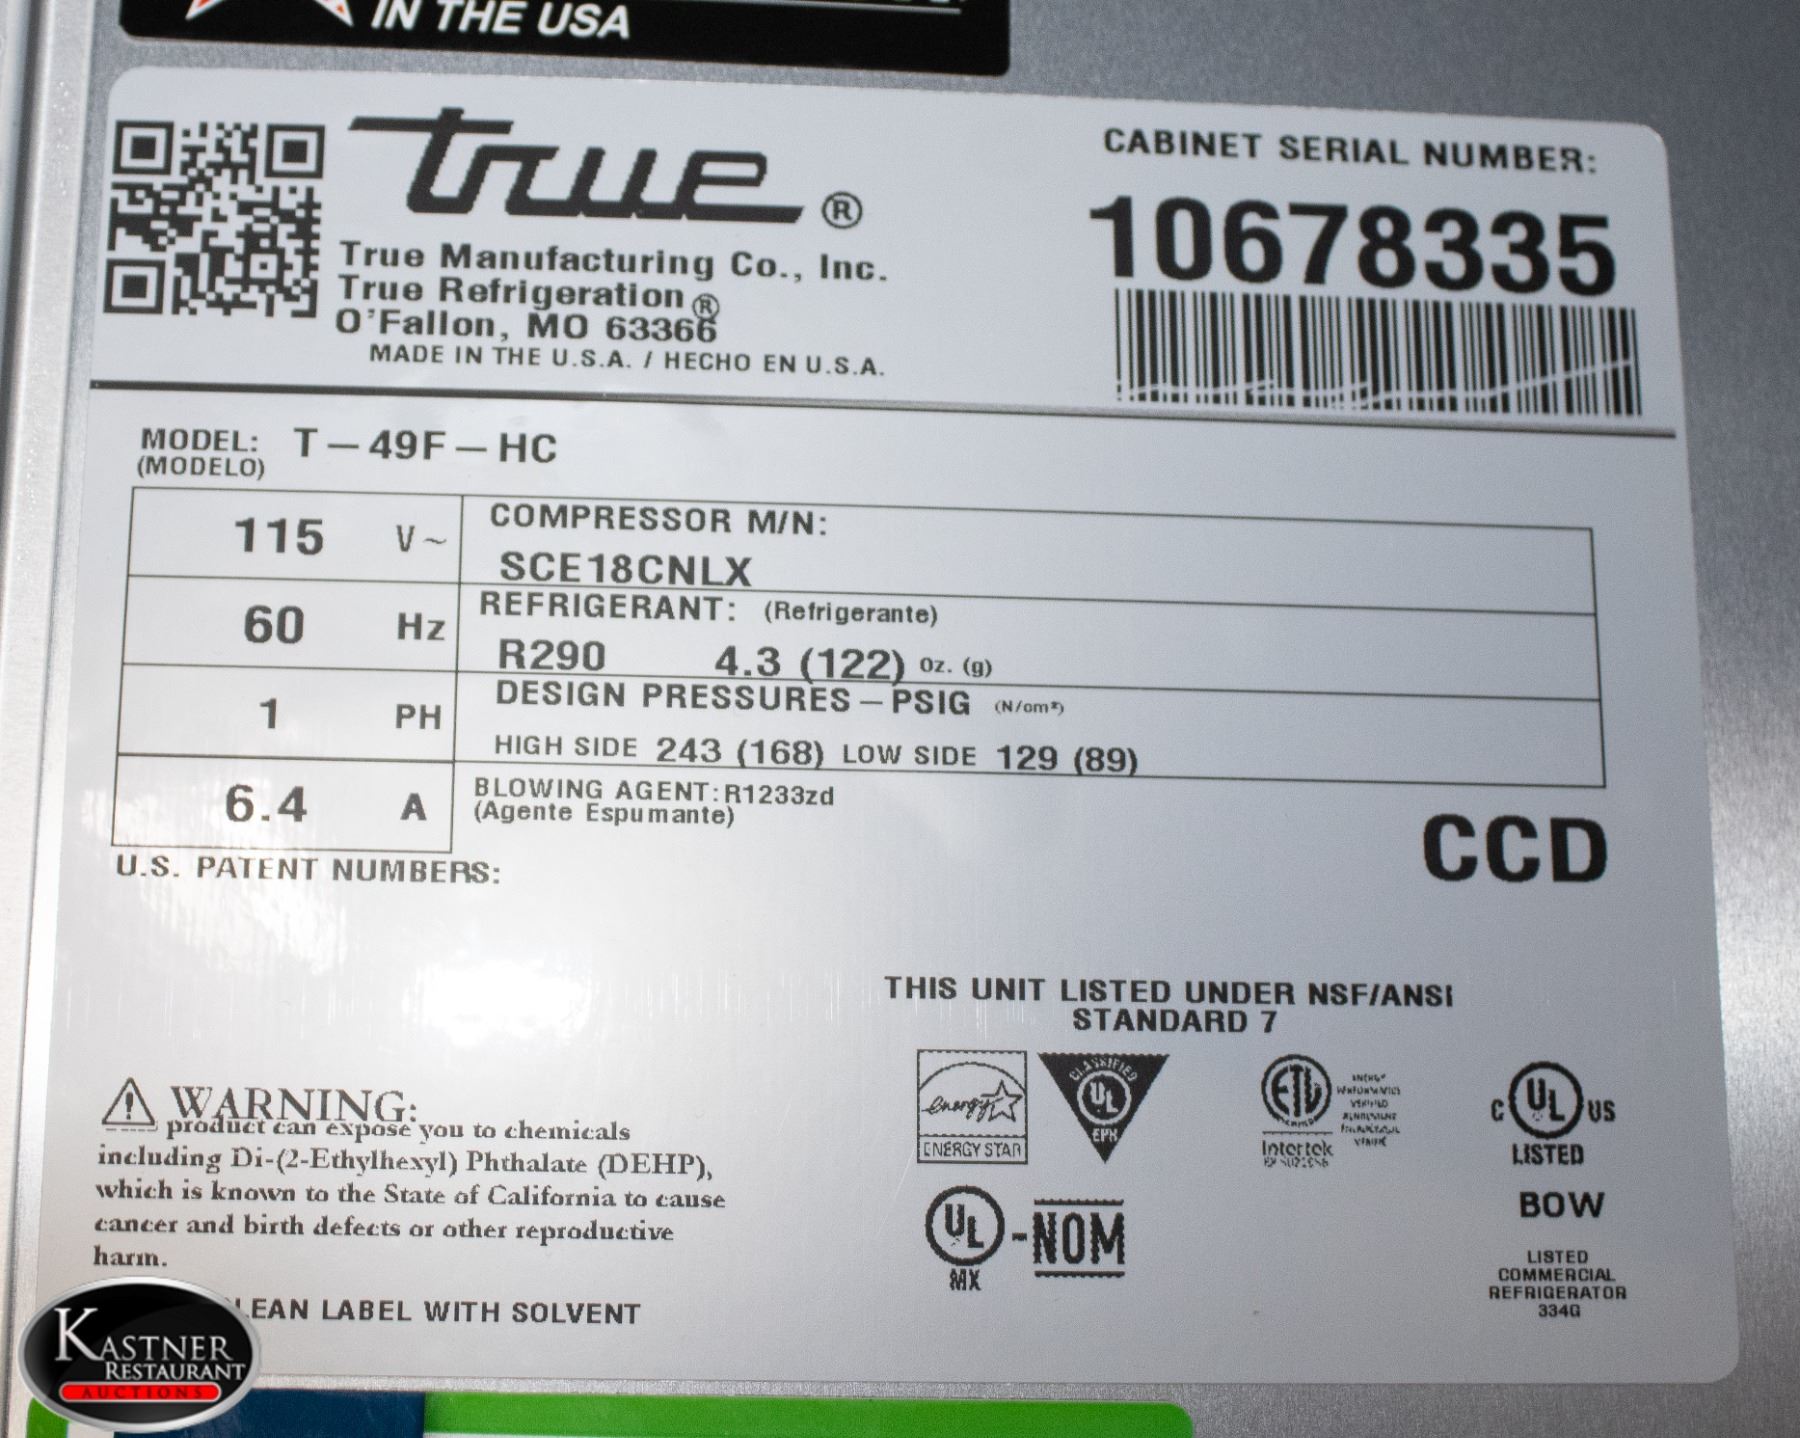 IN THE USA
true®
True Manufacturing Co., Inc.
True Refrigeration®
O'Fallon, MO 63366
MADE IN THE U.S.A. / HECHO EN U.S.A.
CABINET SERIAL NUMBER:
10678335
MODEL: T-49F-HC
(MODELO)
115 V~
60 Hz
1 PH
6.4 A
COMPRESSOR M/N:
SCE18CNLX
REFRIGERANT: (Refrigerante)
R290 4.3 (122) oz. (g)
DESIGN PRESSURES-PSIG (N/cm²)
HIGH SIDE 243 (168) LOW SIDE 129 (89)
BLOWING AGENT:R1233zd
(Agente Espumante)
U.S. PATENT NUMBERS:
CCD
THIS UNIT LISTED UNDER NSF/ANSI
STANDARD 7
energy
ENERGY STAR
CLASSIFIED
UL
EPH
ETL
Intertek
C UL US
LISTED
UL
MX
-NOM
BOW
LISTED
COMMERCIAL
REFRIGERATOR
334G
WARNING:
product can expose you to chemicals
including Di-(2-Ethylhexyl) Phthalate (DEHP),
which is known to the State of California to cause
cancer and birth defects or other reproductive
harm.
LEAN LABEL WITH SOLVENT
KASTNER
RESTAURANT
AUCTIONS